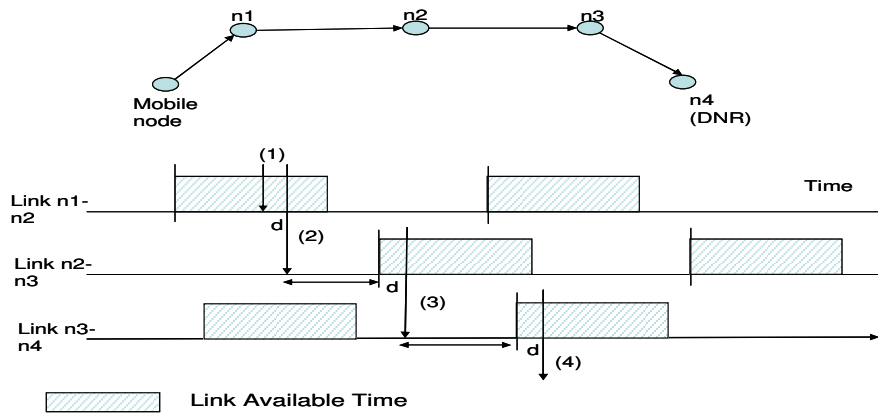 n1
n2
n3
Mobile
node
n4
(DNR)
(1)
Time
Link n1-
n2
d
(2)
Link n2-
n3
d
(3)
Link n3-
n4
d
(4)
Link Available Time